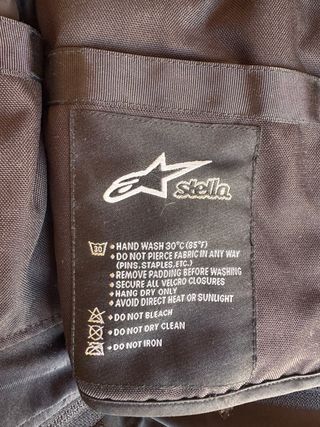 stella
30
• HAND WASH 30°C (85°F)
• DO NOT PIERCE FABRIC IN ANY WAY
(PINS, STAPLES, ETC.)
• REMOVE PADDING BEFORE WASHING
• SECURE ALL VELCRO CLOSURES
• HANG DRY ONLY
• AVOID DIRECT HEAT OR SUNLIGHT
• DO NOT BLEACH
• DO NOT DRY CLEAN
• DO NOT IRON